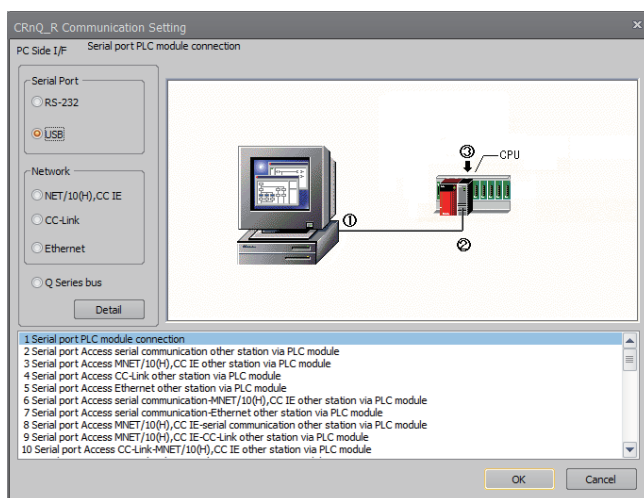 CRnQ_R Communication Setting
PC Side I/F Serial port PLC module connection
Serial Port
RS-232
USB
Network
NET/10(H),CC IE
CC-Link
Ethernet
Q Series bus
Detail
③
CPU
①
②
1 Serial port PLC module connection
2 Serial port Access serial communication other station via PLC module
3 Serial port Access MNET/10(H),CC IE other station via PLC module
4 Serial port Access CC-Link other station via PLC module
5 Serial port Access Ethernet other station via PLC module
6 Serial port Access serial communication-MNET/10(H),CC IE other station via PLC module
7 Serial port Access serial communication-Ethernet other station via PLC module
8 Serial port Access MNET/10(H),CC IE-serial communication other station via PLC module
9 Serial port Access MNET/10(H),CC IE-CC-Link other station via PLC module
10 Serial port Access CC-Link-MNET/10(H),CC IE other station via PLC module
OK
Cancel